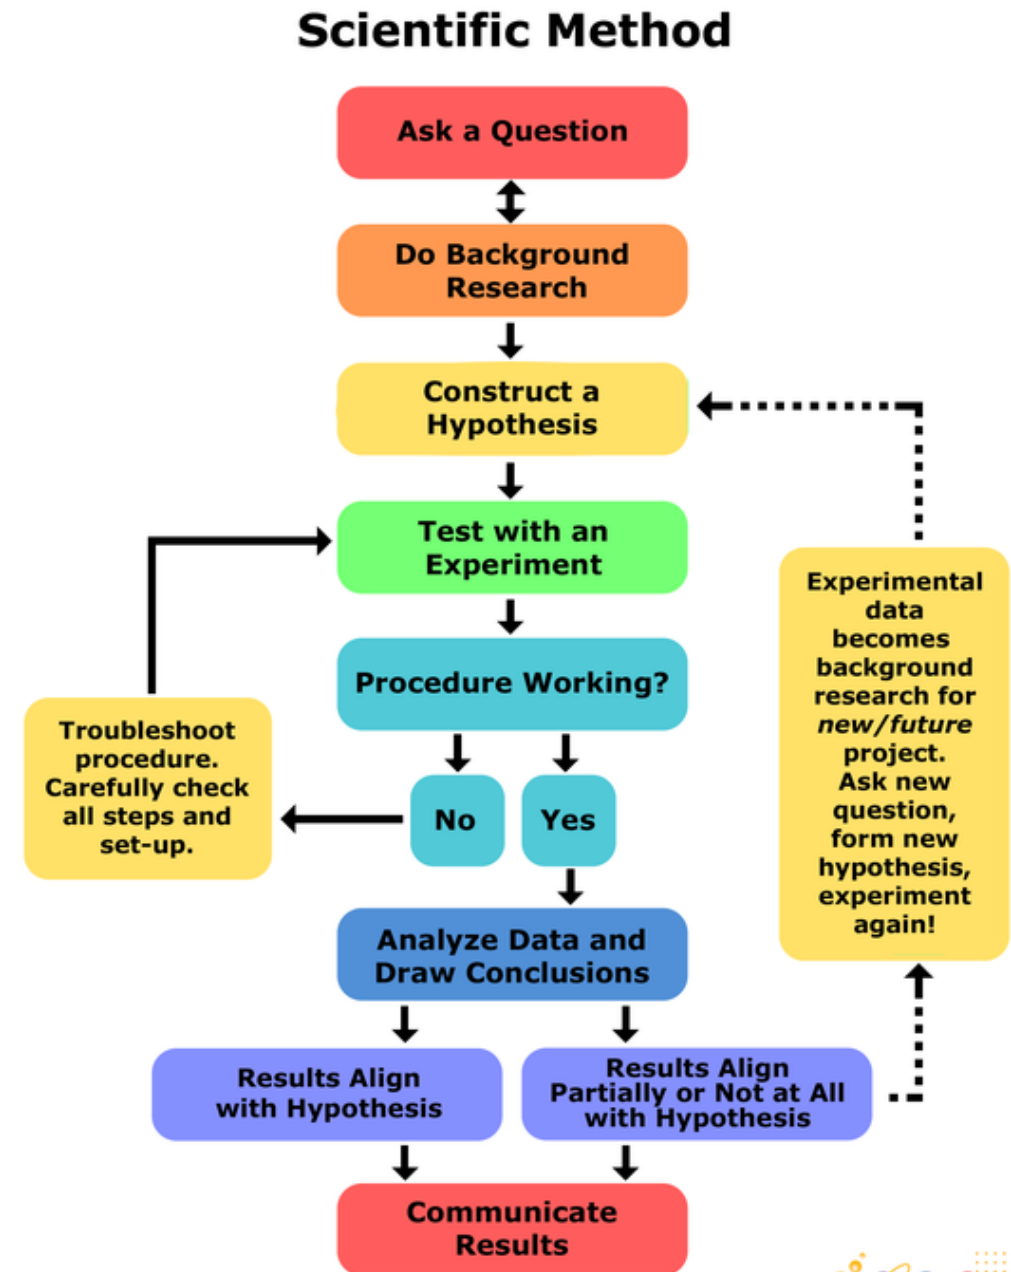 Scientific Method
Ask a Question
Do Background
Research
Construct a
Hypothesis
Test with an
Experiment
Procedure Working?
No
Yes
Troubleshoot
procedure.
Carefully check
all steps and
set-up.
Experimental
data
becomes
background
research for
new/future
project.
Ask new
question,
form new
hypothesis,
experiment
again!
Analyze Data and
Draw Conclusions
Results Align
with Hypothesis
Results Align
Partially or Not at All
with Hypothesis
Communicate
Results